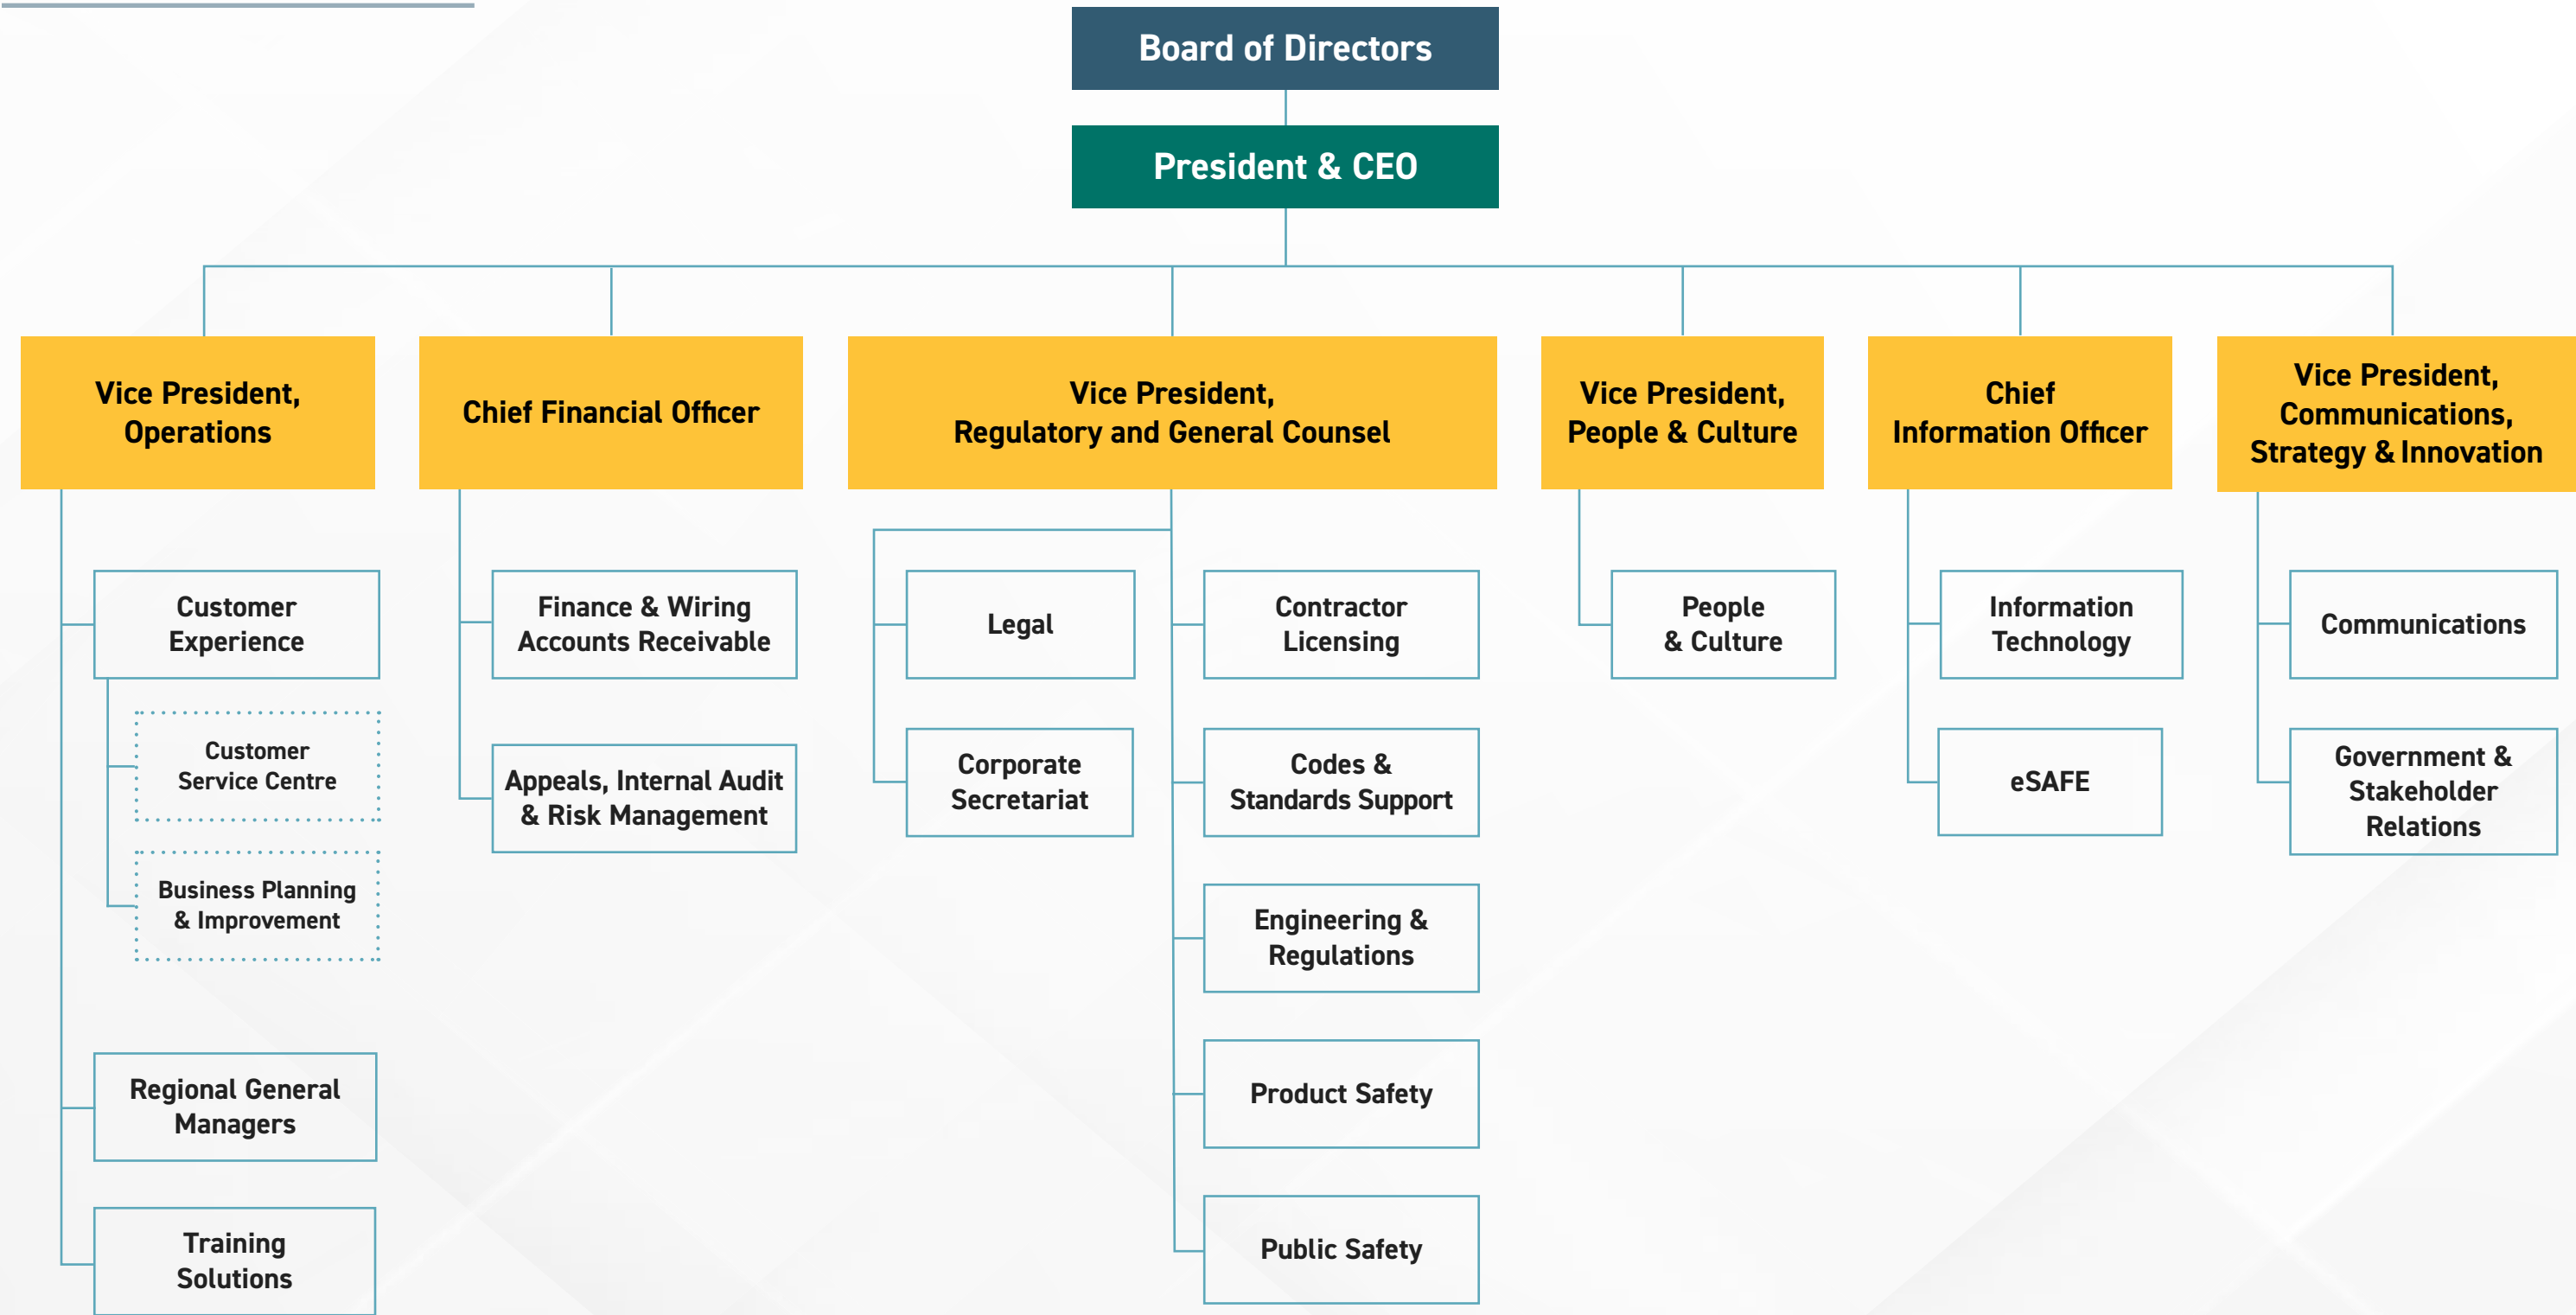 Board of Directors
President & CEO
Vice President,
Operations
Chief Financial Officer
Vice President,
Regulatory and General Counsel
Vice President,
People & Culture
Chief
Information Officer
Vice President,
Communications,
Strategy & Innovation
Customer
Experience
Customer
Service Centre
Business Planning
& Improvement
Regional General
Managers
Training
Solutions
Finance & Wiring
Accounts Receivable
Appeals, Internal Audit
& Risk Management
Legal
Corporate
Secretariat
Contractor
Licensing
Codes &
Standards Support
Engineering &
Regulations
Product Safety
Public Safety
People
& Culture
Information
Technology
eSAFE
Communications
Government &
Stakeholder
Relations